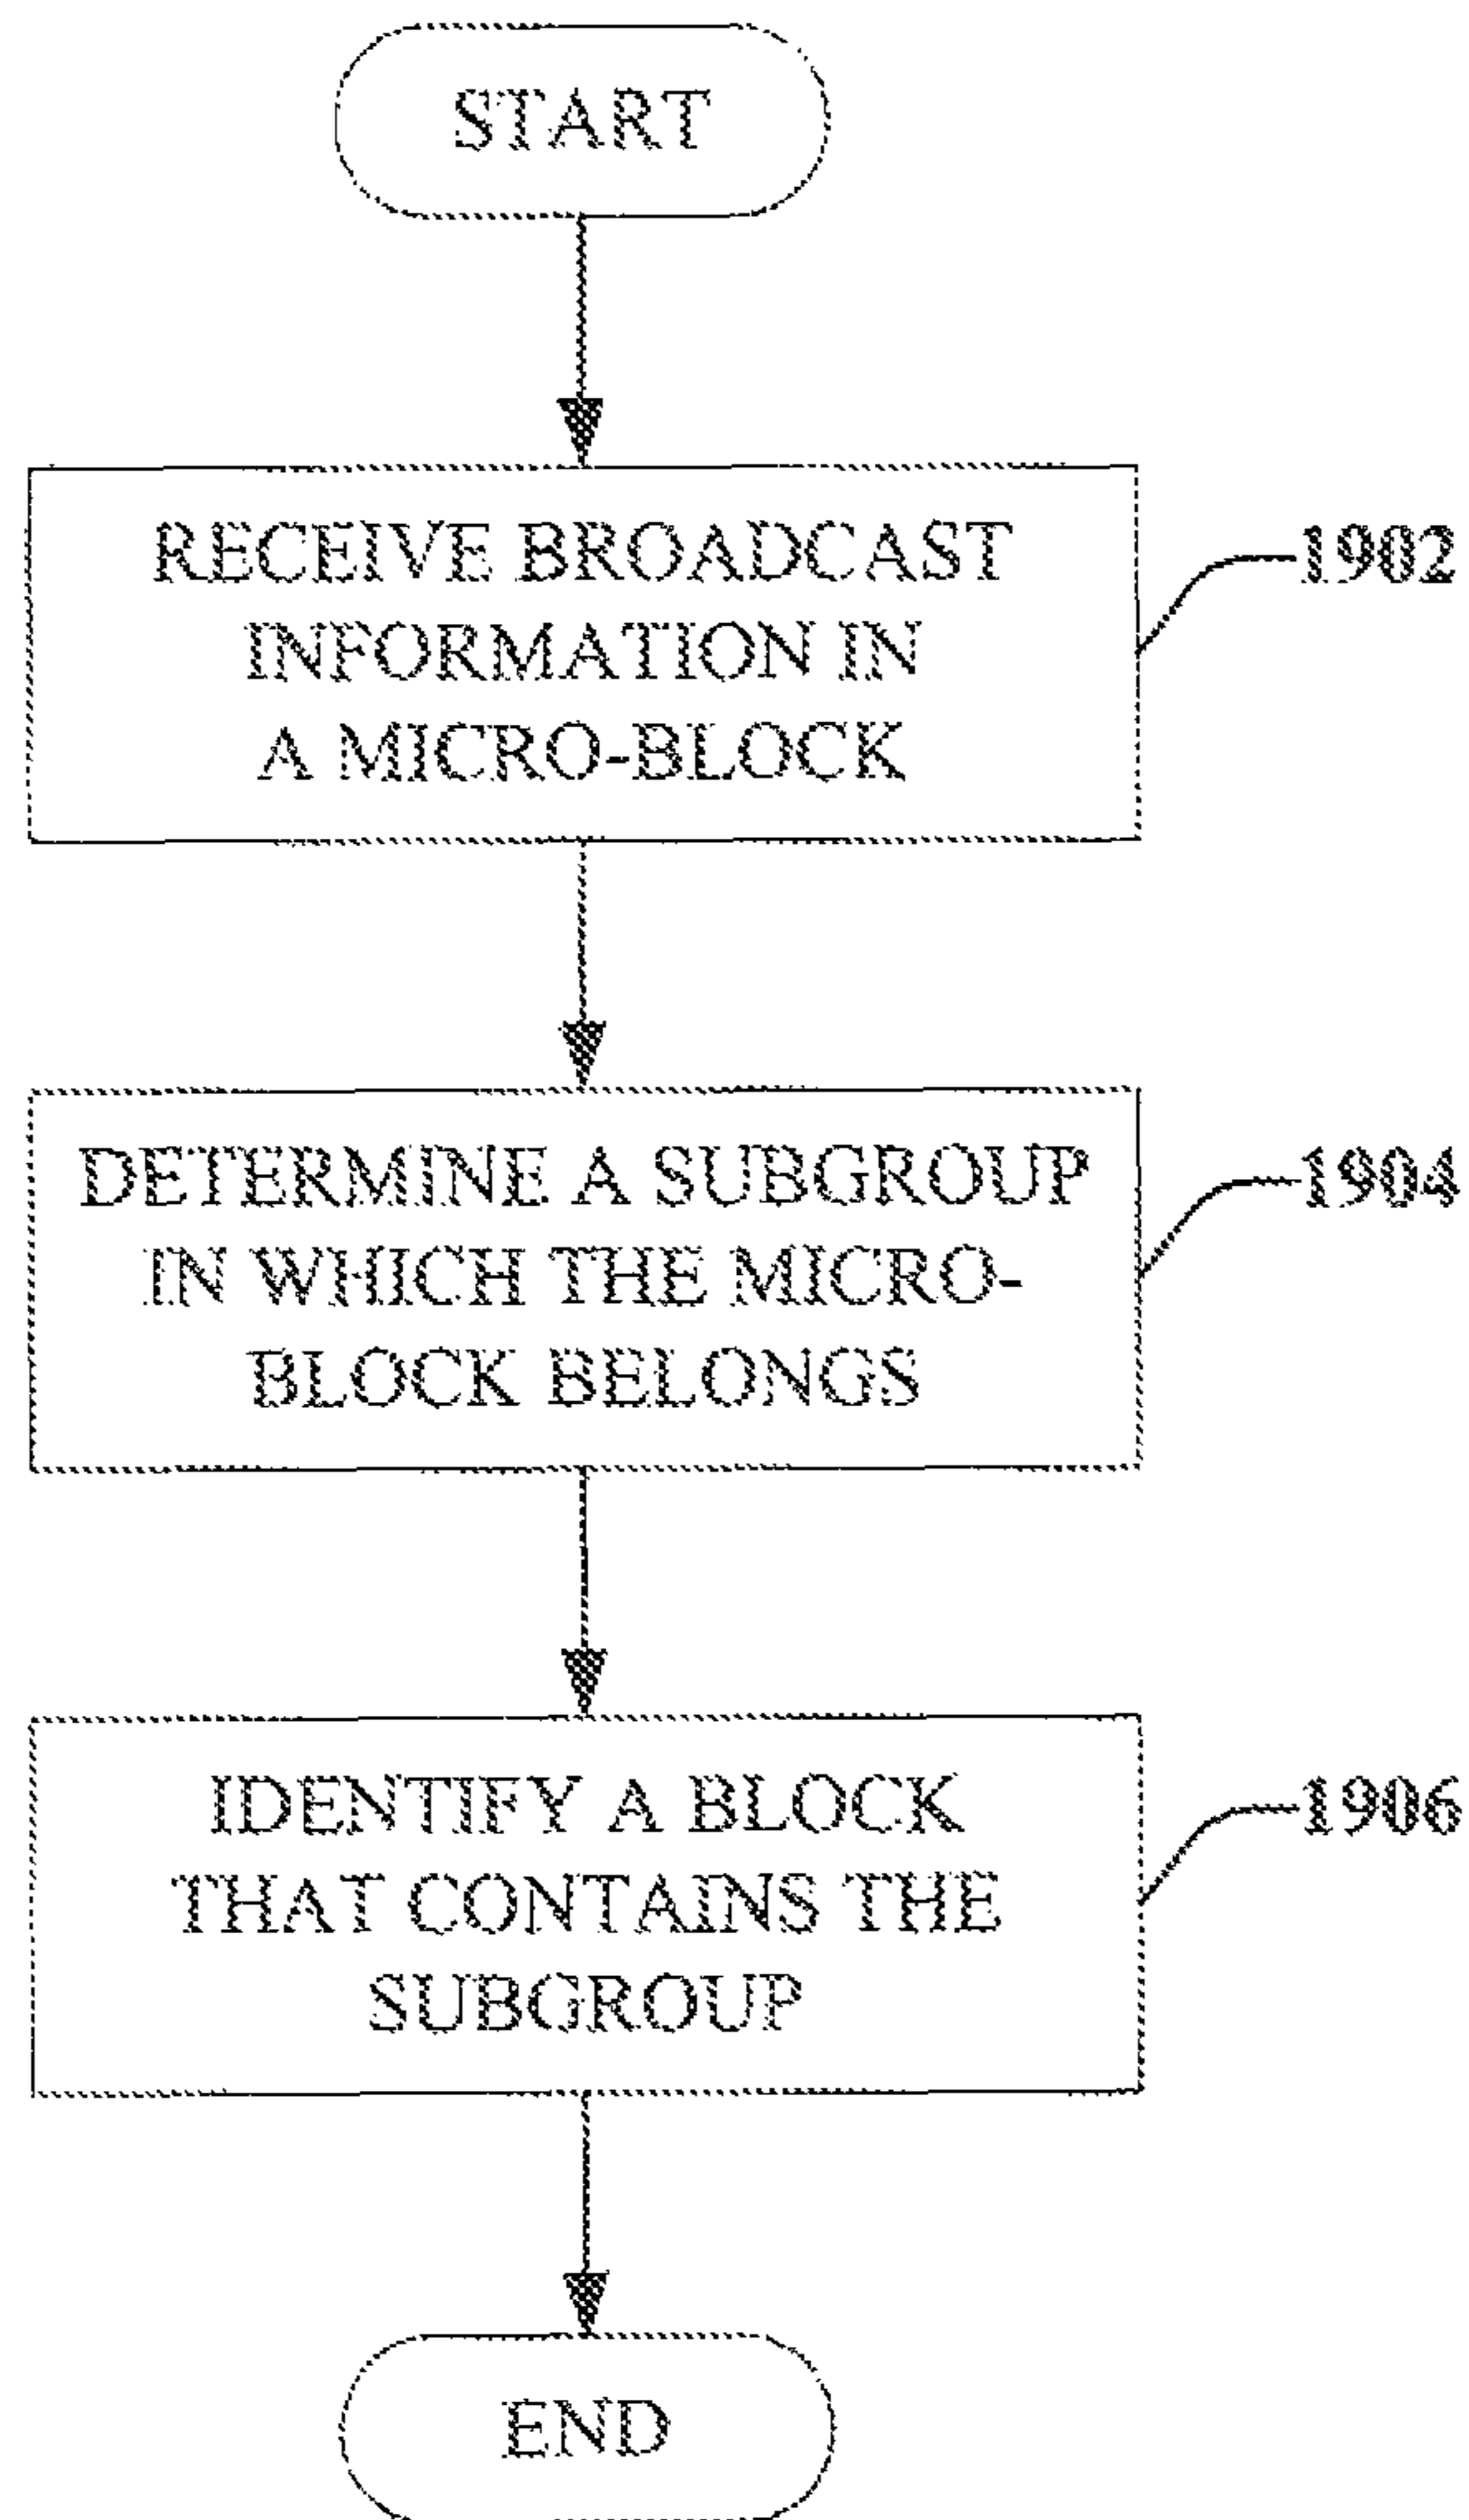 START
RECEIVE BROADCAST
INFORMATION IN
A MICRO-BLOCK
1902
DETERMINE A SUBGROUP
IN WHICH THE MICRO-
BLOCK BELONGS
1904
IDENTIFY A BLOCK
THAT CONTAINS THE
SUBGROUP
1906
END